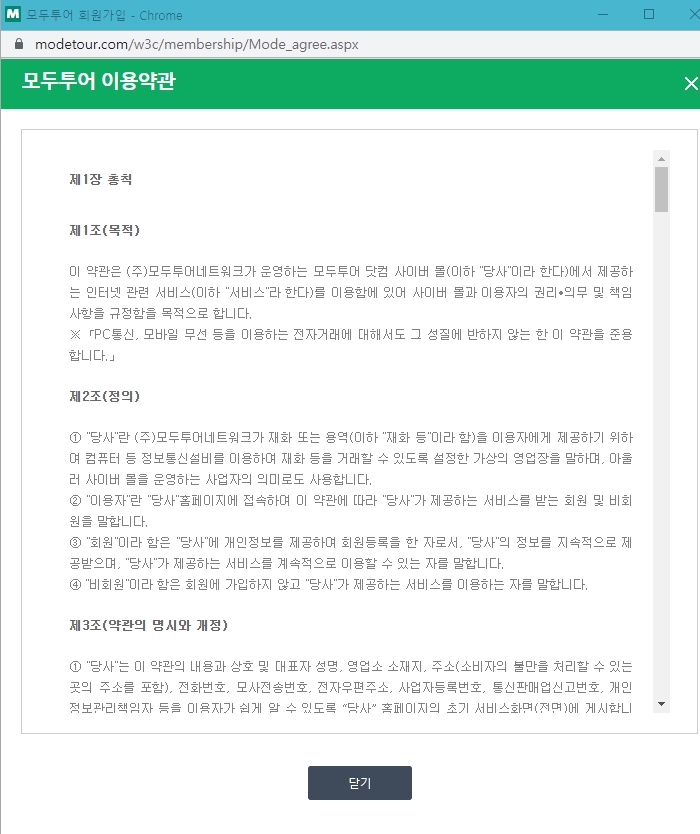 M 모두투어 회원가입 - Chrome
modetour.com/w3c/membership/Mode_agree.aspx
모두투어 이용약관
제1장 총칙
제1조(목적)
이 약관은 (주)모두투어네트워크가 운영하는 모두투어 닷컴 사이버 몰(이하 "당사"이라 한다)에서 제공하
는 인터넷 관련 서비스(이하 "서비스"라 한다)를 이용함에 있어 사이버 몰과 이용자의 권리•의무 및 책임
사항을 규정함을 목적으로 합니다.
※ 「PC통신, 모바일 무선 등을 이용하는 전자거래에 대해서도 그 성질에 반하지 않는 한 이 약관을 준용
합니다.」
제2조(정의)
① "당사"란 (주)모두투어네트워크가 재화 또는 용역(이하 "재화 등"이라 함)을 이용자에게 제공하기 위하
여 컴퓨터 등 정보통신설비를 이용하여 재화 등을 거래할 수 있도록 설정한 가상의 영업장을 말하며, 아울
러 사이버 몰을 운영하는 사업자의 의미로도 사용합니다.
② "이용자"란 "당사"홈페이지에 접속하여 이 약관에 따라 "당사"가 제공하는 서비스를 받는 회원 및 비회
원을 말합니다.
③ "회원"이라 함은 "당사"에 개인정보를 제공하여 회원등록을 한 자로서, "당사"의 정보를 지속적으로 제
공받으며, "당사"가 제공하는 서비스를 계속적으로 이용할 수 있는 자를 말합니다.
④ "비회원"이라 함은 회원에 가입하지 않고 "당사"가 제공하는 서비스를 이용하는 자를 말합니다.
제3조(약관의 명시와 개정)
① "당사"는 이 약관의 내용과 상호 및 대표자 성명, 영업소 소재지, 주소(소비자의 불만을 처리할 수 있는
곳의 주소를 포함), 전화번호, 모사전송번호, 전자우편주소, 사업자등록번호, 통신판매업신고번호, 개인
정보관리책임자 등을 이용자가 쉽게 알 수 있도록 "당사" 홈페이지의 초기 서비스화면(전면)에 게시합니
닫기